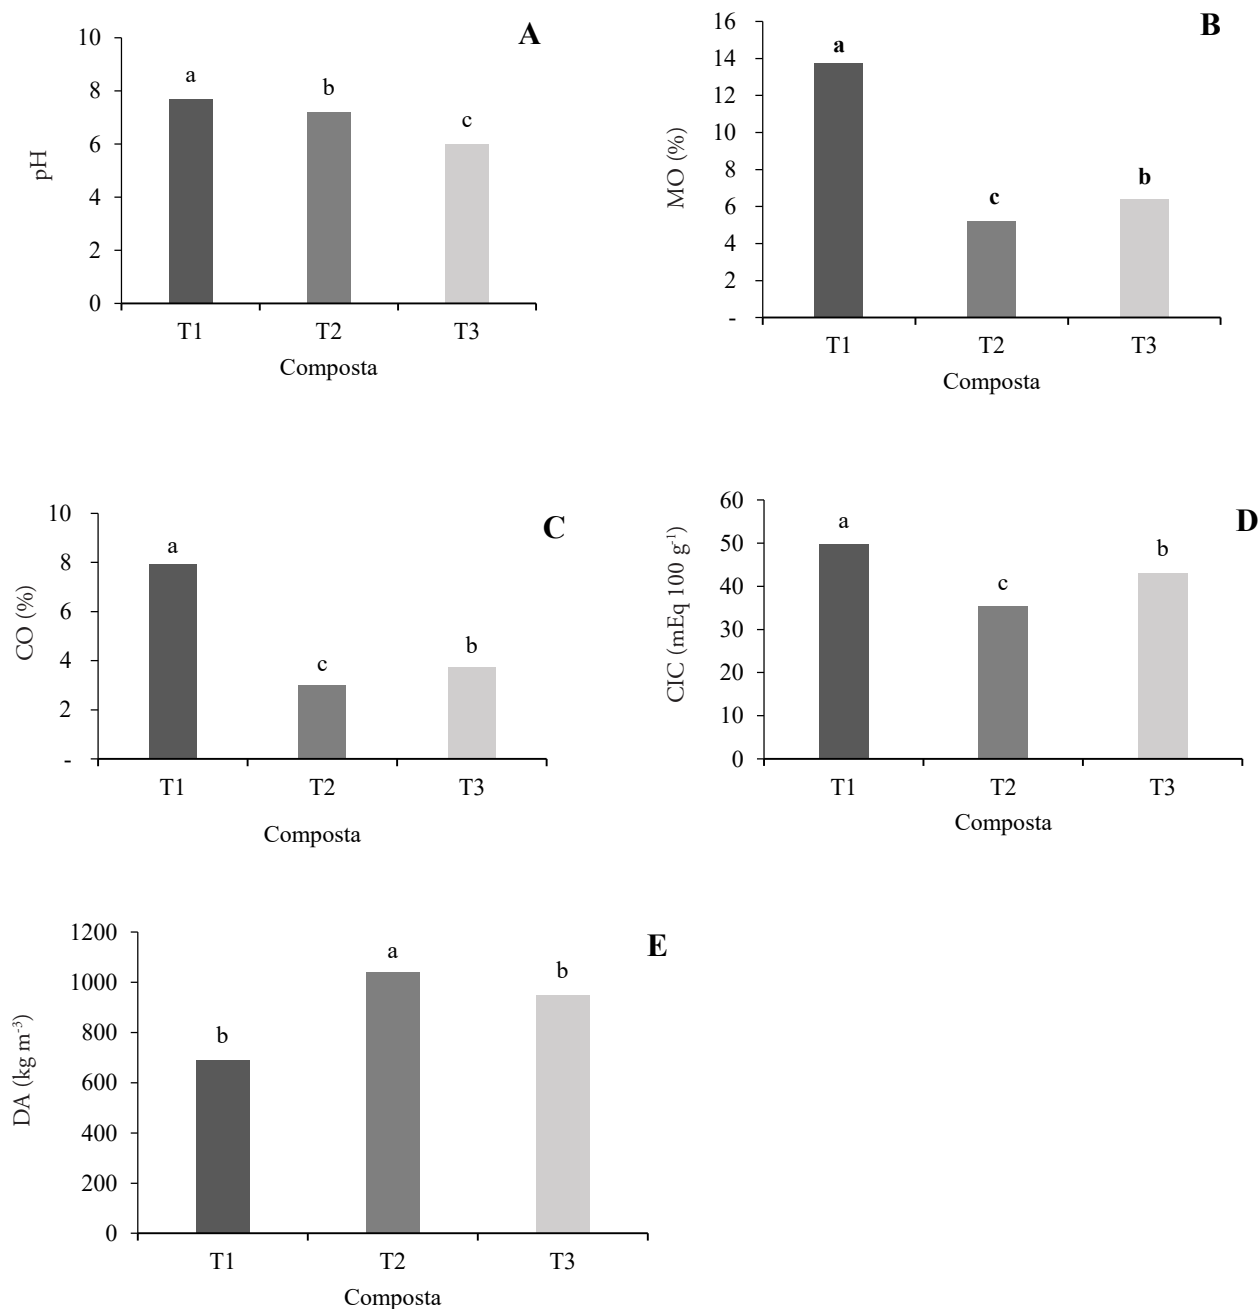 A
10
8
6
4
2
0
pH
a
b
c
T1 T2 T3
Composta
B
16
14
12
10
8
6
4
2
-
MO (%)
a
c
b
T1 T2 T3
Composta
C
10
8
6
4
2
-
CO (%)
a
c
b
T1 T2 T3
Composta
D
60
50
40
30
20
10
0
CIC (mEq 100 g⁻¹)
a
c
b
T1 T2 T3
Composta
E
1200
1000
800
600
400
200
0
DA (kg m⁻³)
b
a
b
T1 T2 T3
Composta